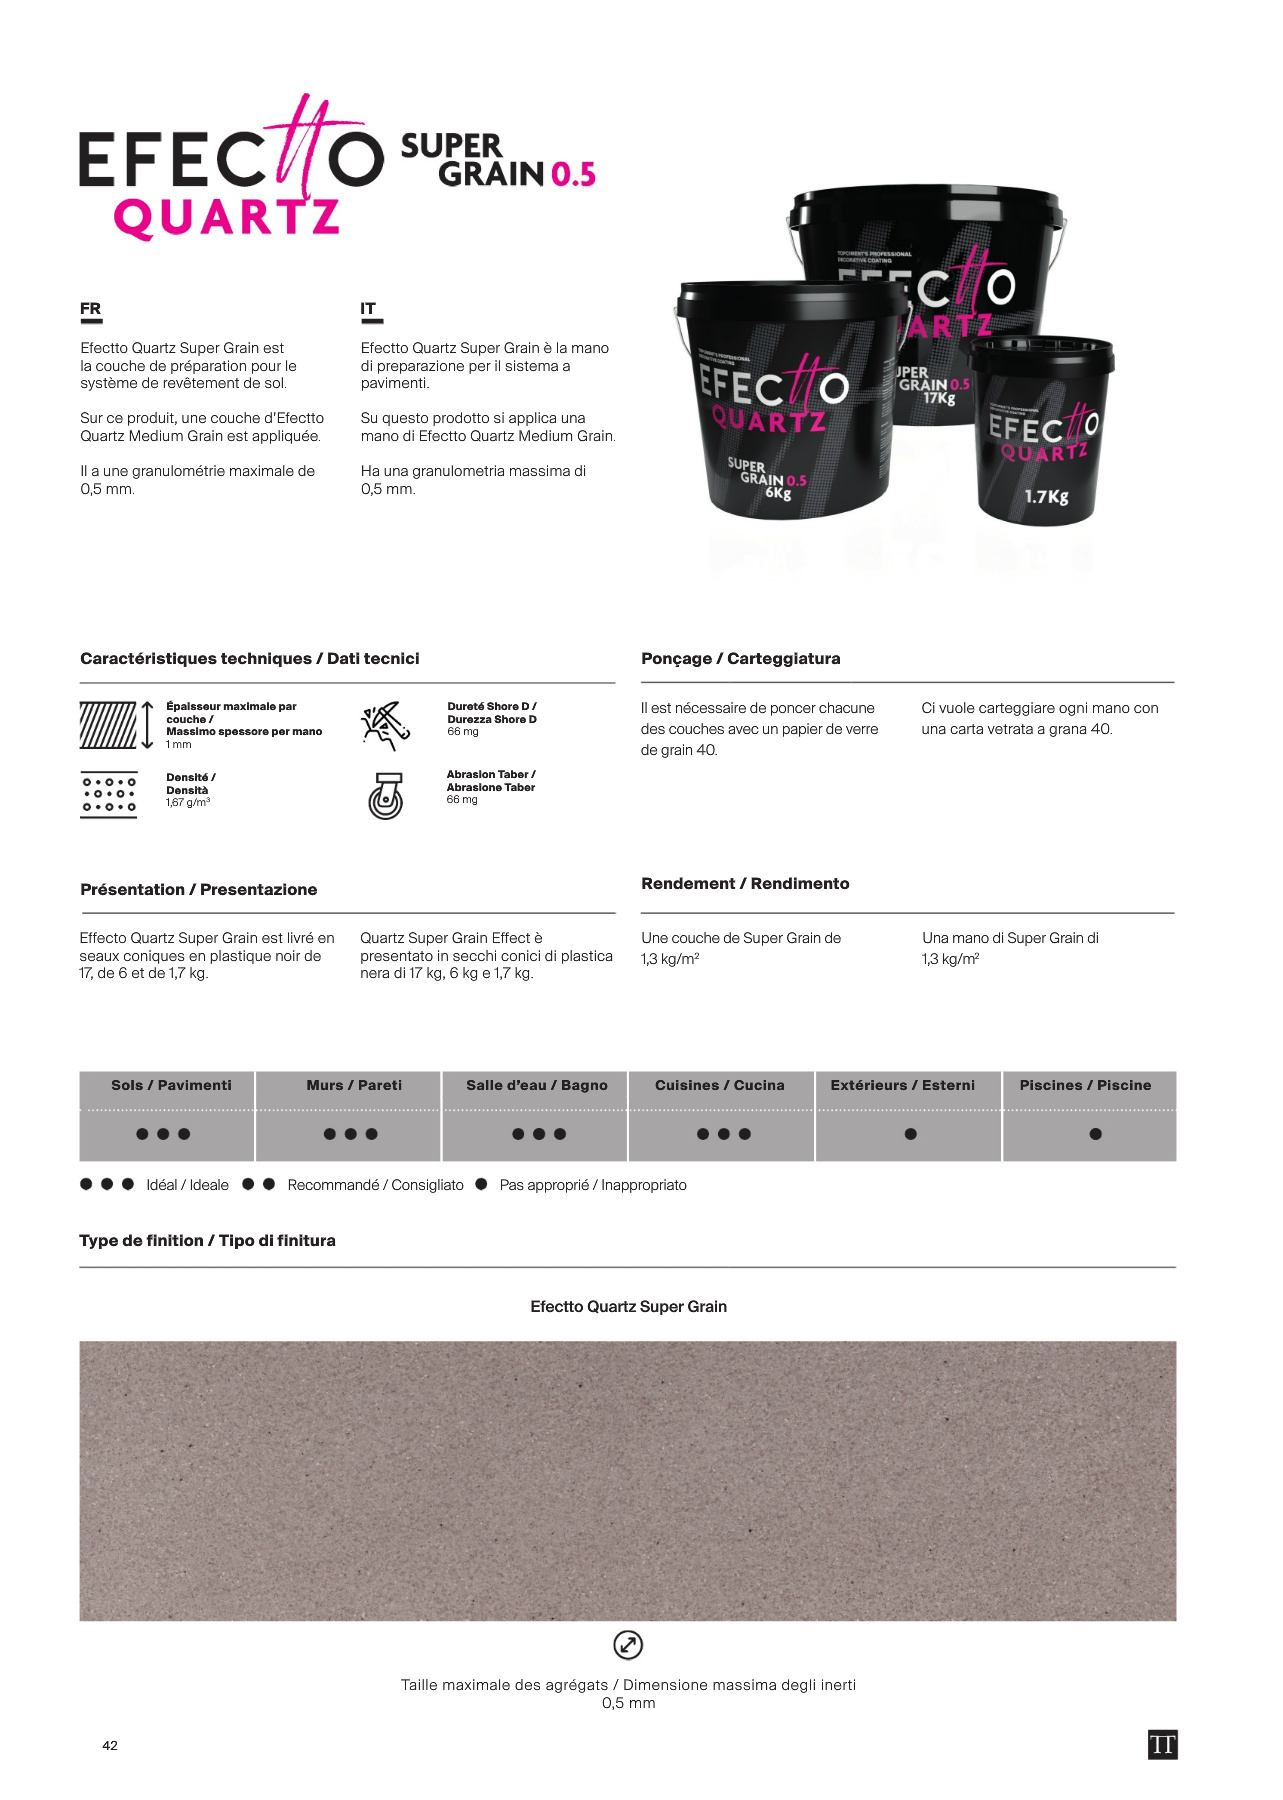 EFECttO SUPER
GRAIN 0.5
QUARTZ
FR
Efectto Quartz Super Grain est
la couche de préparation pour le
système de revêtement de sol.
Sur ce produit, une couche d'Efectto
Quartz Medium Grain est appliquée.
Il a une granulométrie maximale de
0,5 mm.
IT
Efectto Quartz Super Grain è la mano
di preparazione per il sistema a
pavimenti.
Su questo prodotto si applica una
mano di Efectto Quartz Medium Grain.
Ha una granulometria massima di
0,5 mm.
TOPCIMENT'S PROFESSIONAL
DECORATIVE COATING
EFECttO
QUARTZ
SUPER
GRAIN 0.5
6Kg
TOPCIMENT'S PROFESSIONAL
DECORATIVE COATING
GRAIN 0.5
17Kg
TOPCIMENT'S PROFESSIONAL
DECORATIVE COATING
EFECttO
QUARTZ
1.7Kg
Caractéristiques techniques / Dati tecnici
Épaisseur maximale par
couche /
Massimo spessore per mano
1 mm
Dureté Shore D /
Durezza Shore D
66 mg
Densité /
Densità
1,67 g/m³
Abrasion Taber /
Abrasione Taber
66 mg
Ponçage / Carteggiatura
Il est nécessaire de poncer chacune
des couches avec un papier de verre
de grain 40.
Ci vuole carteggiare ogni mano con
una carta vetrata a grana 40.
Présentation / Presentazione
Effecto Quartz Super Grain est livré en
seaux coniques en plastique noir de
17, de 6 et de 1,7 kg.
Quartz Super Grain Effect è
presentato in secchi conici di plastica
nera di 17 kg, 6 kg e 1,7 kg.
Rendement / Rendimento
Une couche de Super Grain de
1,3 kg/m²
Una mano di Super Grain di
1,3 kg/m²
Sols / Pavimenti Murs / Pareti Salle d'eau / Bagno Cuisines / Cucina Extérieurs / Esterni Piscines / Piscine
● ● ● ● ● ● ● ● ● ● ● ● ● ●
● ● ● Idéal / Ideale ● ● Recommandé / Consigliato ● Pas approprié / Inappropriato
Type de finition / Tipo di finitura
Efectto Quartz Super Grain
Taille maximale des agrégats / Dimensione massima degli inerti
0,5 mm
42
TT